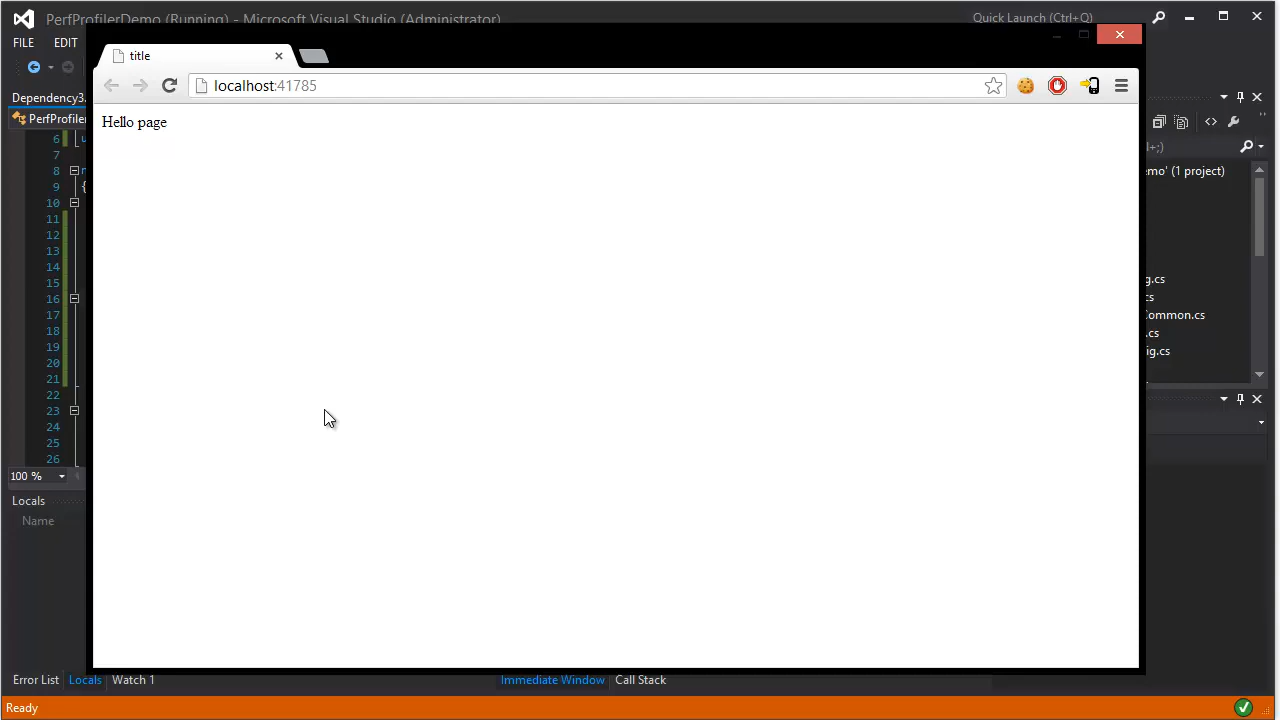 PerfProfilerDemo (Running) - Microsoft Visual Studio (Administrator)
Quick Launch (Ctrl+Q)
FILE EDIT
title
localhost:41785
Hello page
Dependency3.
PerfProfiler
6
7
8
9
10
11
12
13
14
15
16
17
18
19
20
21
22
23
24
25
26
100 %
+;)
emo' (1 project)
g.cs
cs
Common.cs
.cs
ig.cs
Locals
Name
Error List Locals Watch 1
Immediate Window Call Stack
Ready